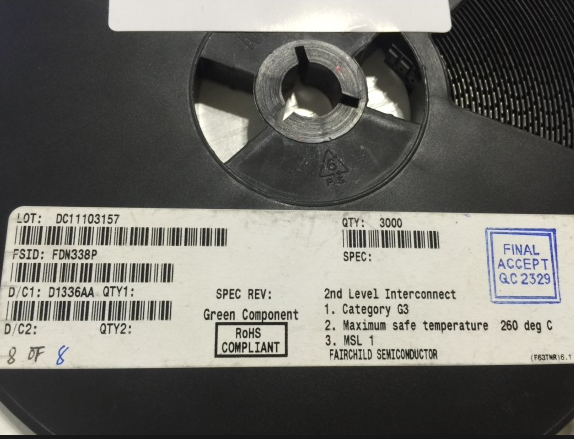 6
PS
LOT: DC11103157
QTY: 3000
FSID: FDN338P
SPEC:
D/C1: D1336AA QTY1:
SPEC REV:
D/C2: QTY2:
Green Component
RoHS
COMPLIANT
2nd Level Interconnect
1. Category G3
2. Maximum safe temperature 260 deg C
3. MSL 1
FAIRCHILD SEMICONDUCTOR
FINAL
ACCEPT
QC 2329
8 OF 8